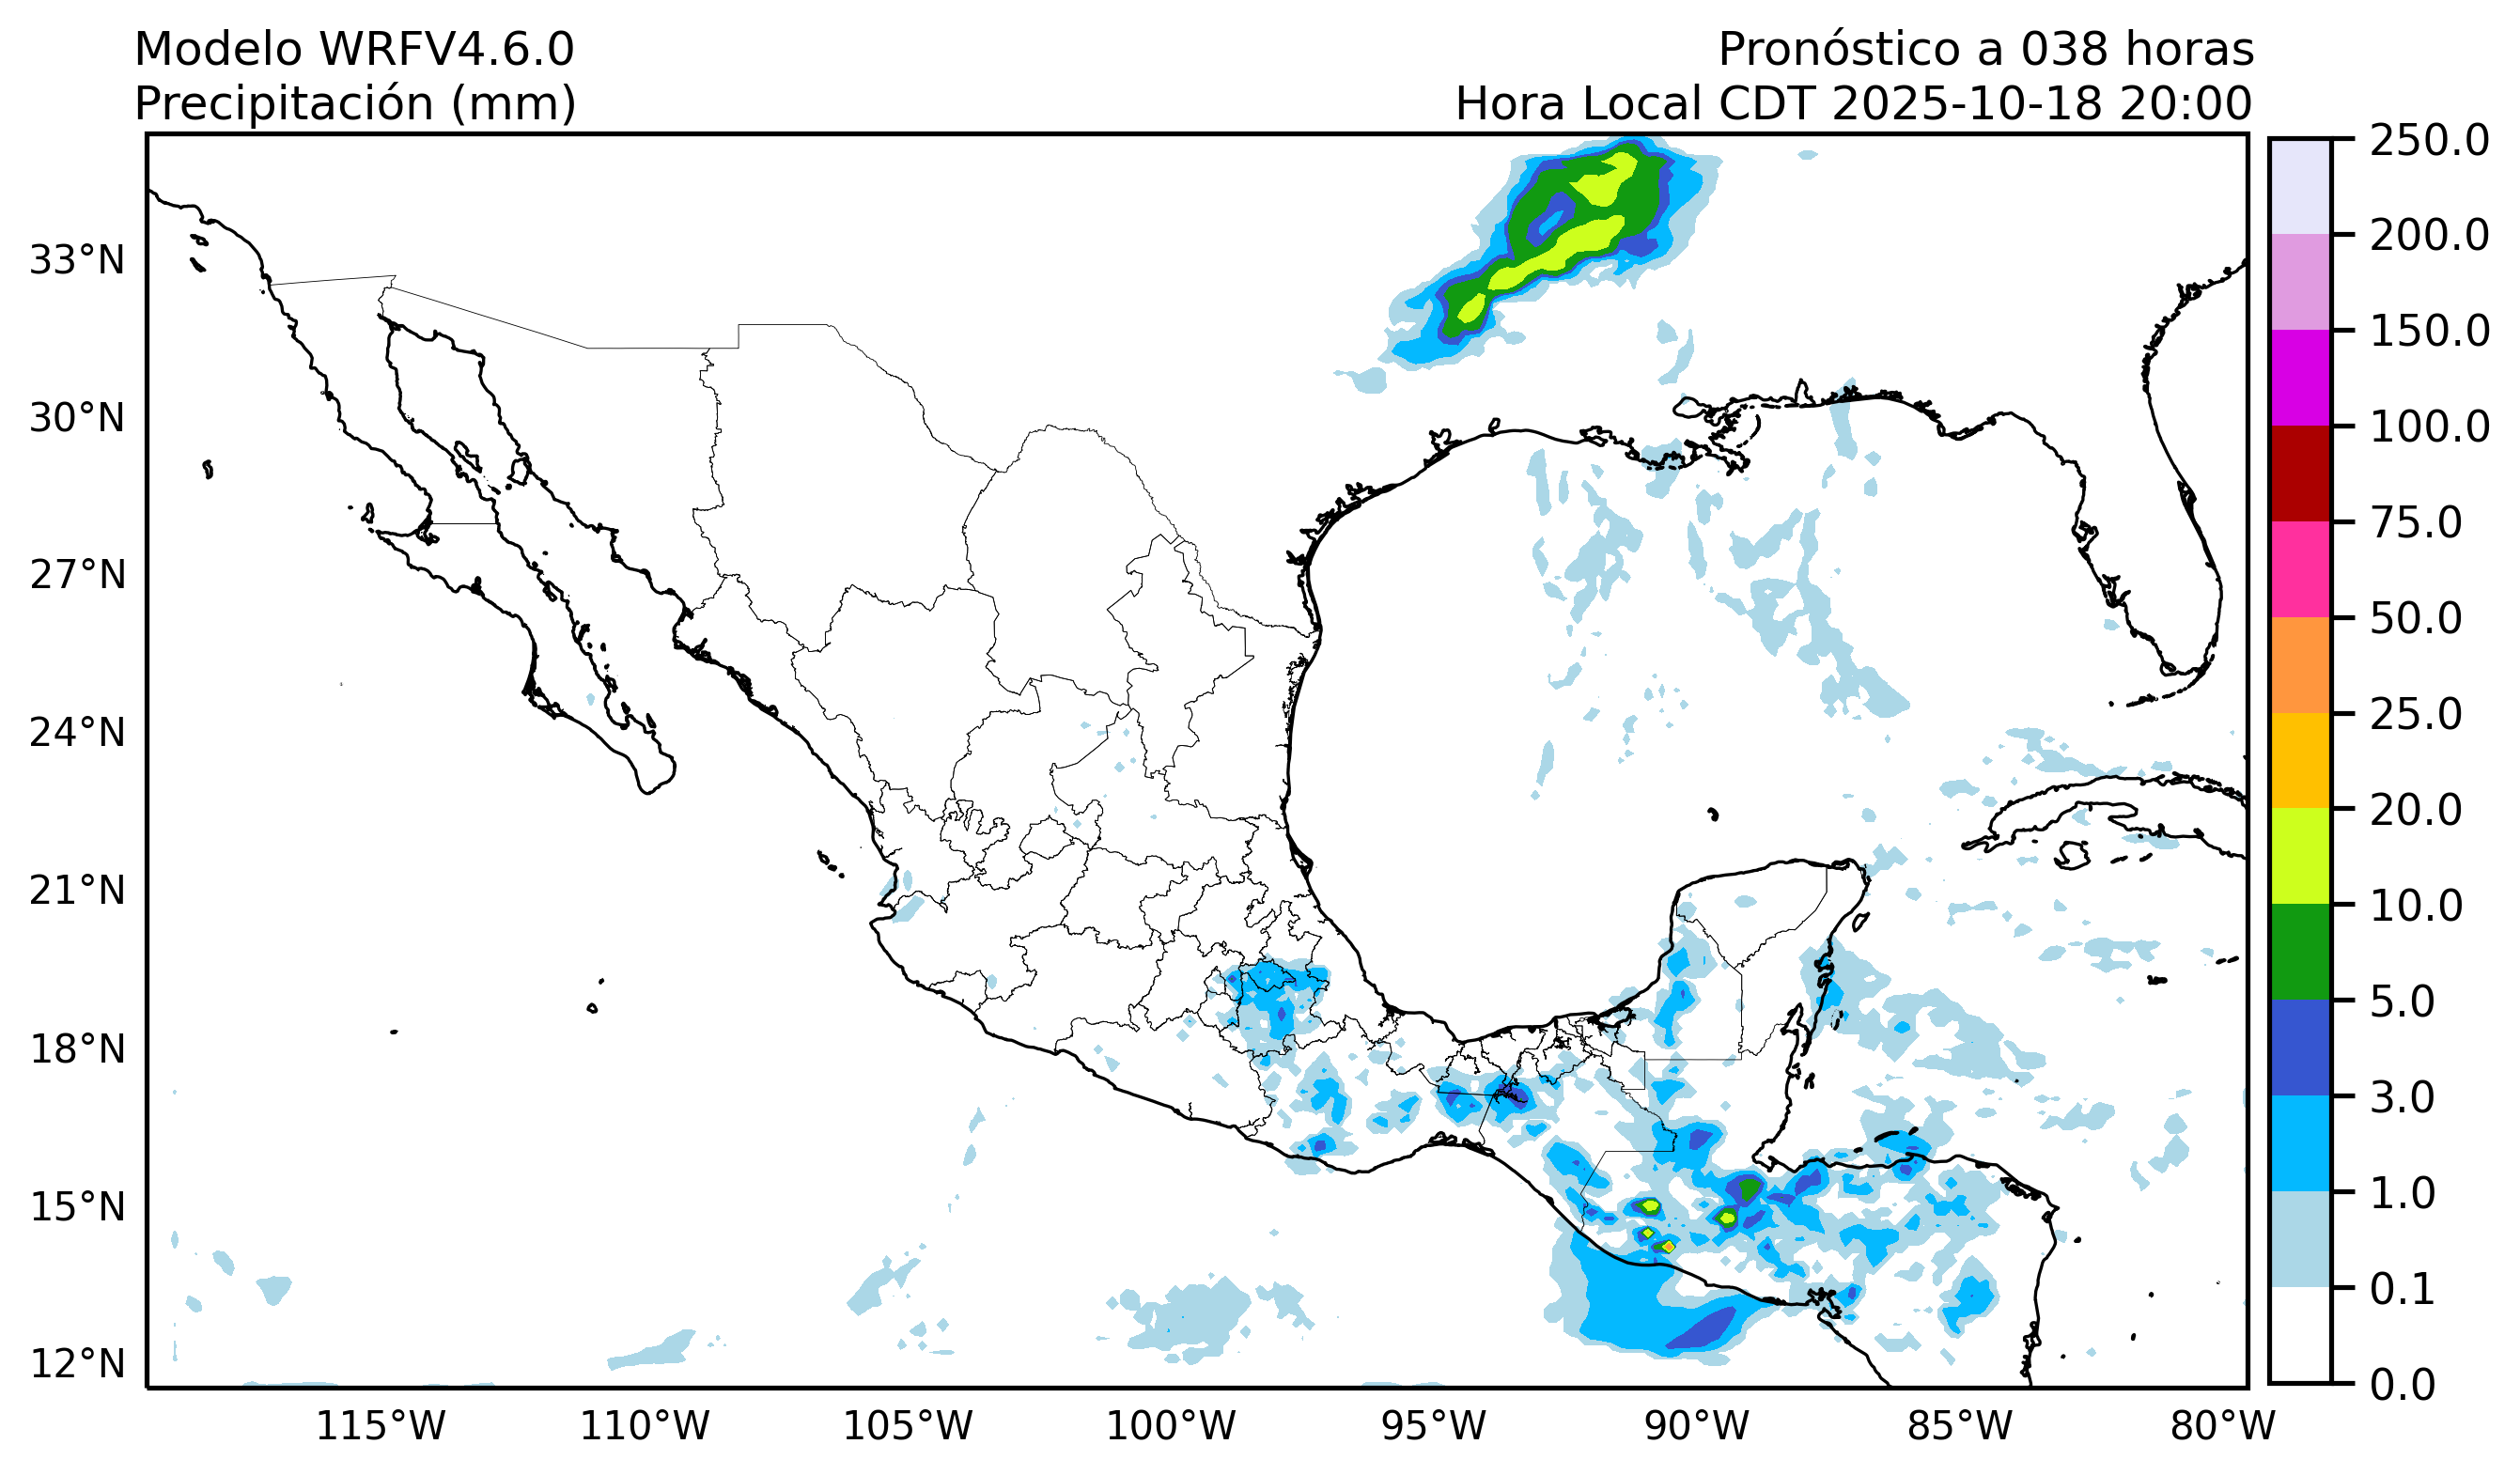 Modelo WRFV4.6.0
Precipitación (mm)
Pronóstico a 038 horas
Hora Local CDT 2025-10-18 20:00
33°N
30°N
27°N
24°N
21°N
18°N
15°N
12°N
115°W
110°W
105°W
100°W
95°W
90°W
85°W
80°W
250.0
200.0
150.0
100.0
75.0
50.0
25.0
20.0
10.0
5.0
3.0
1.0
0.1
0.0